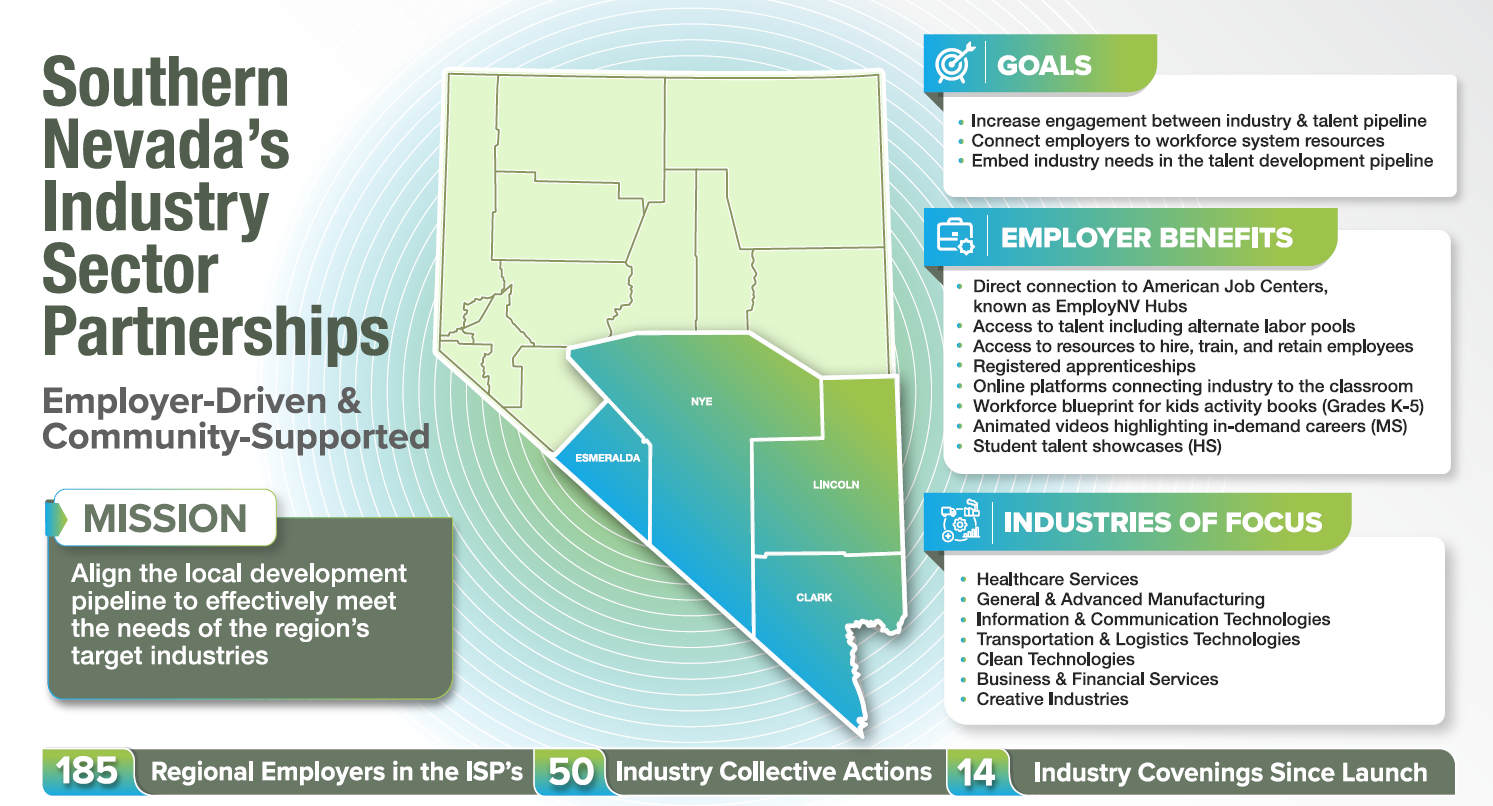 Southern
Nevada's
Industry
Sector
Partnerships
Employer-Driven &
Community-Supported
MISSION
Align the local development
pipeline to effectively meet
the needs of the region's
target industries
NYE
ESMERALDA
LINCOLN
CLARK
GOALS
• Increase engagement between industry & talent pipeline
• Connect employers to workforce system resources
• Embed industry needs in the talent development pipeline
EMPLOYER BENEFITS
• Direct connection to American Job Centers,
known as EmployNV Hubs
• Access to talent including alternate labor pools
• Access to resources to hire, train, and retain employees
• Registered apprenticeships
• Online platforms connecting industry to the classroom
• Workforce blueprint for kids activity books (Grades K-5)
• Animated videos highlighting in-demand careers (MS)
• Student talent showcases (HS)
INDUSTRIES OF FOCUS
• Healthcare Services
• General & Advanced Manufacturing
• Information & Communication Technologies
• Transportation & Logistics Technologies
• Clean Technologies
• Business & Financial Services
• Creative Industries
185 Regional Employers in the ISP's
50 Industry Collective Actions
14 Industry Covenings Since Launch